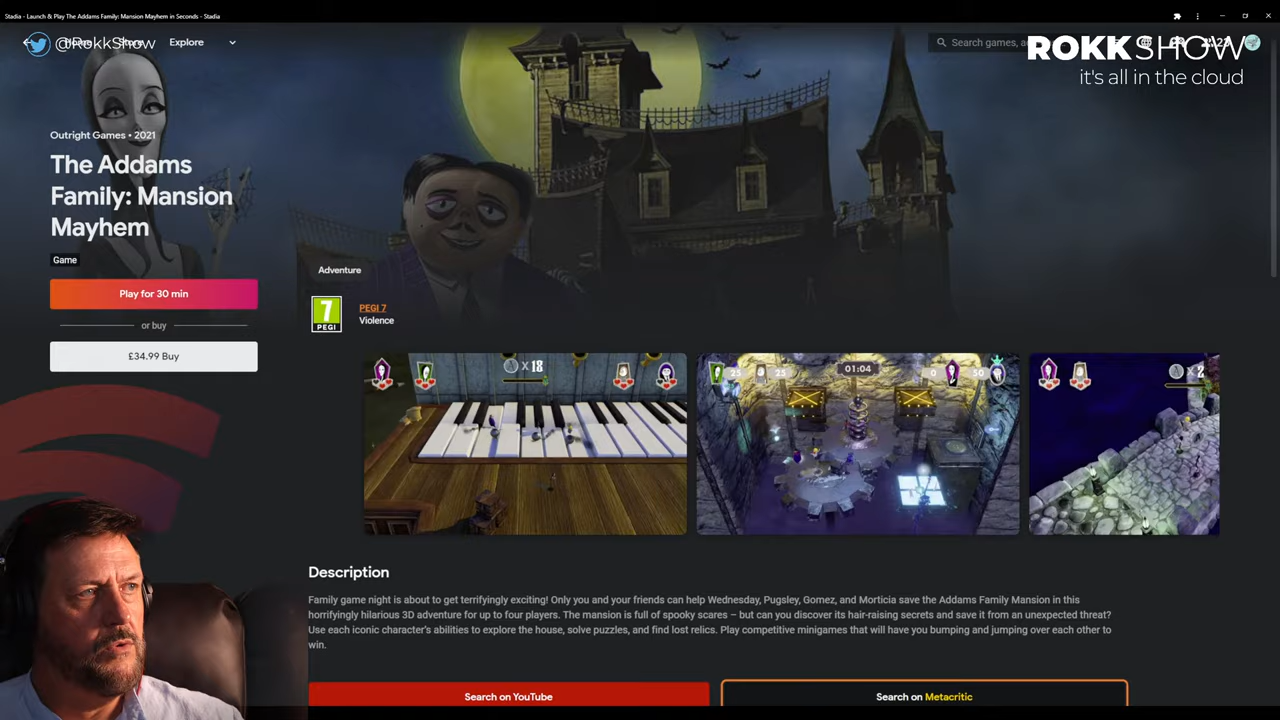 Stadia - Launch & Play The Addams Family: Mansion Mayhem in Seconds - Stadia
@RokkShow
Explore
Search games, a
ROKKSHOW
it's all in the cloud
Outright Games • 2021
The Addams
Family: Mansion
Mayhem
Game
Play for 30 min
or buy
£34.99 Buy
Adventure
7
PEGI
PEGI 7
Violence
X 18
25
25
01:04
0
50
X 2
Description
Family game night is about to get terrifyingly exciting! Only you and your friends can help Wednesday, Pugsley, Gomez, and Morticia save the Addams Family Mansion in this
horrifyingly hilarious 3D adventure for up to four players. The mansion is full of spooky scares – but can you discover its hair-raising secrets and save it from an unexpected threat?
Use each iconic character's abilities to explore the house, solve puzzles, and find lost relics. Play competitive minigames that will have you bumping and jumping over each other to
win.
Search on YouTube
Search on Metacritic